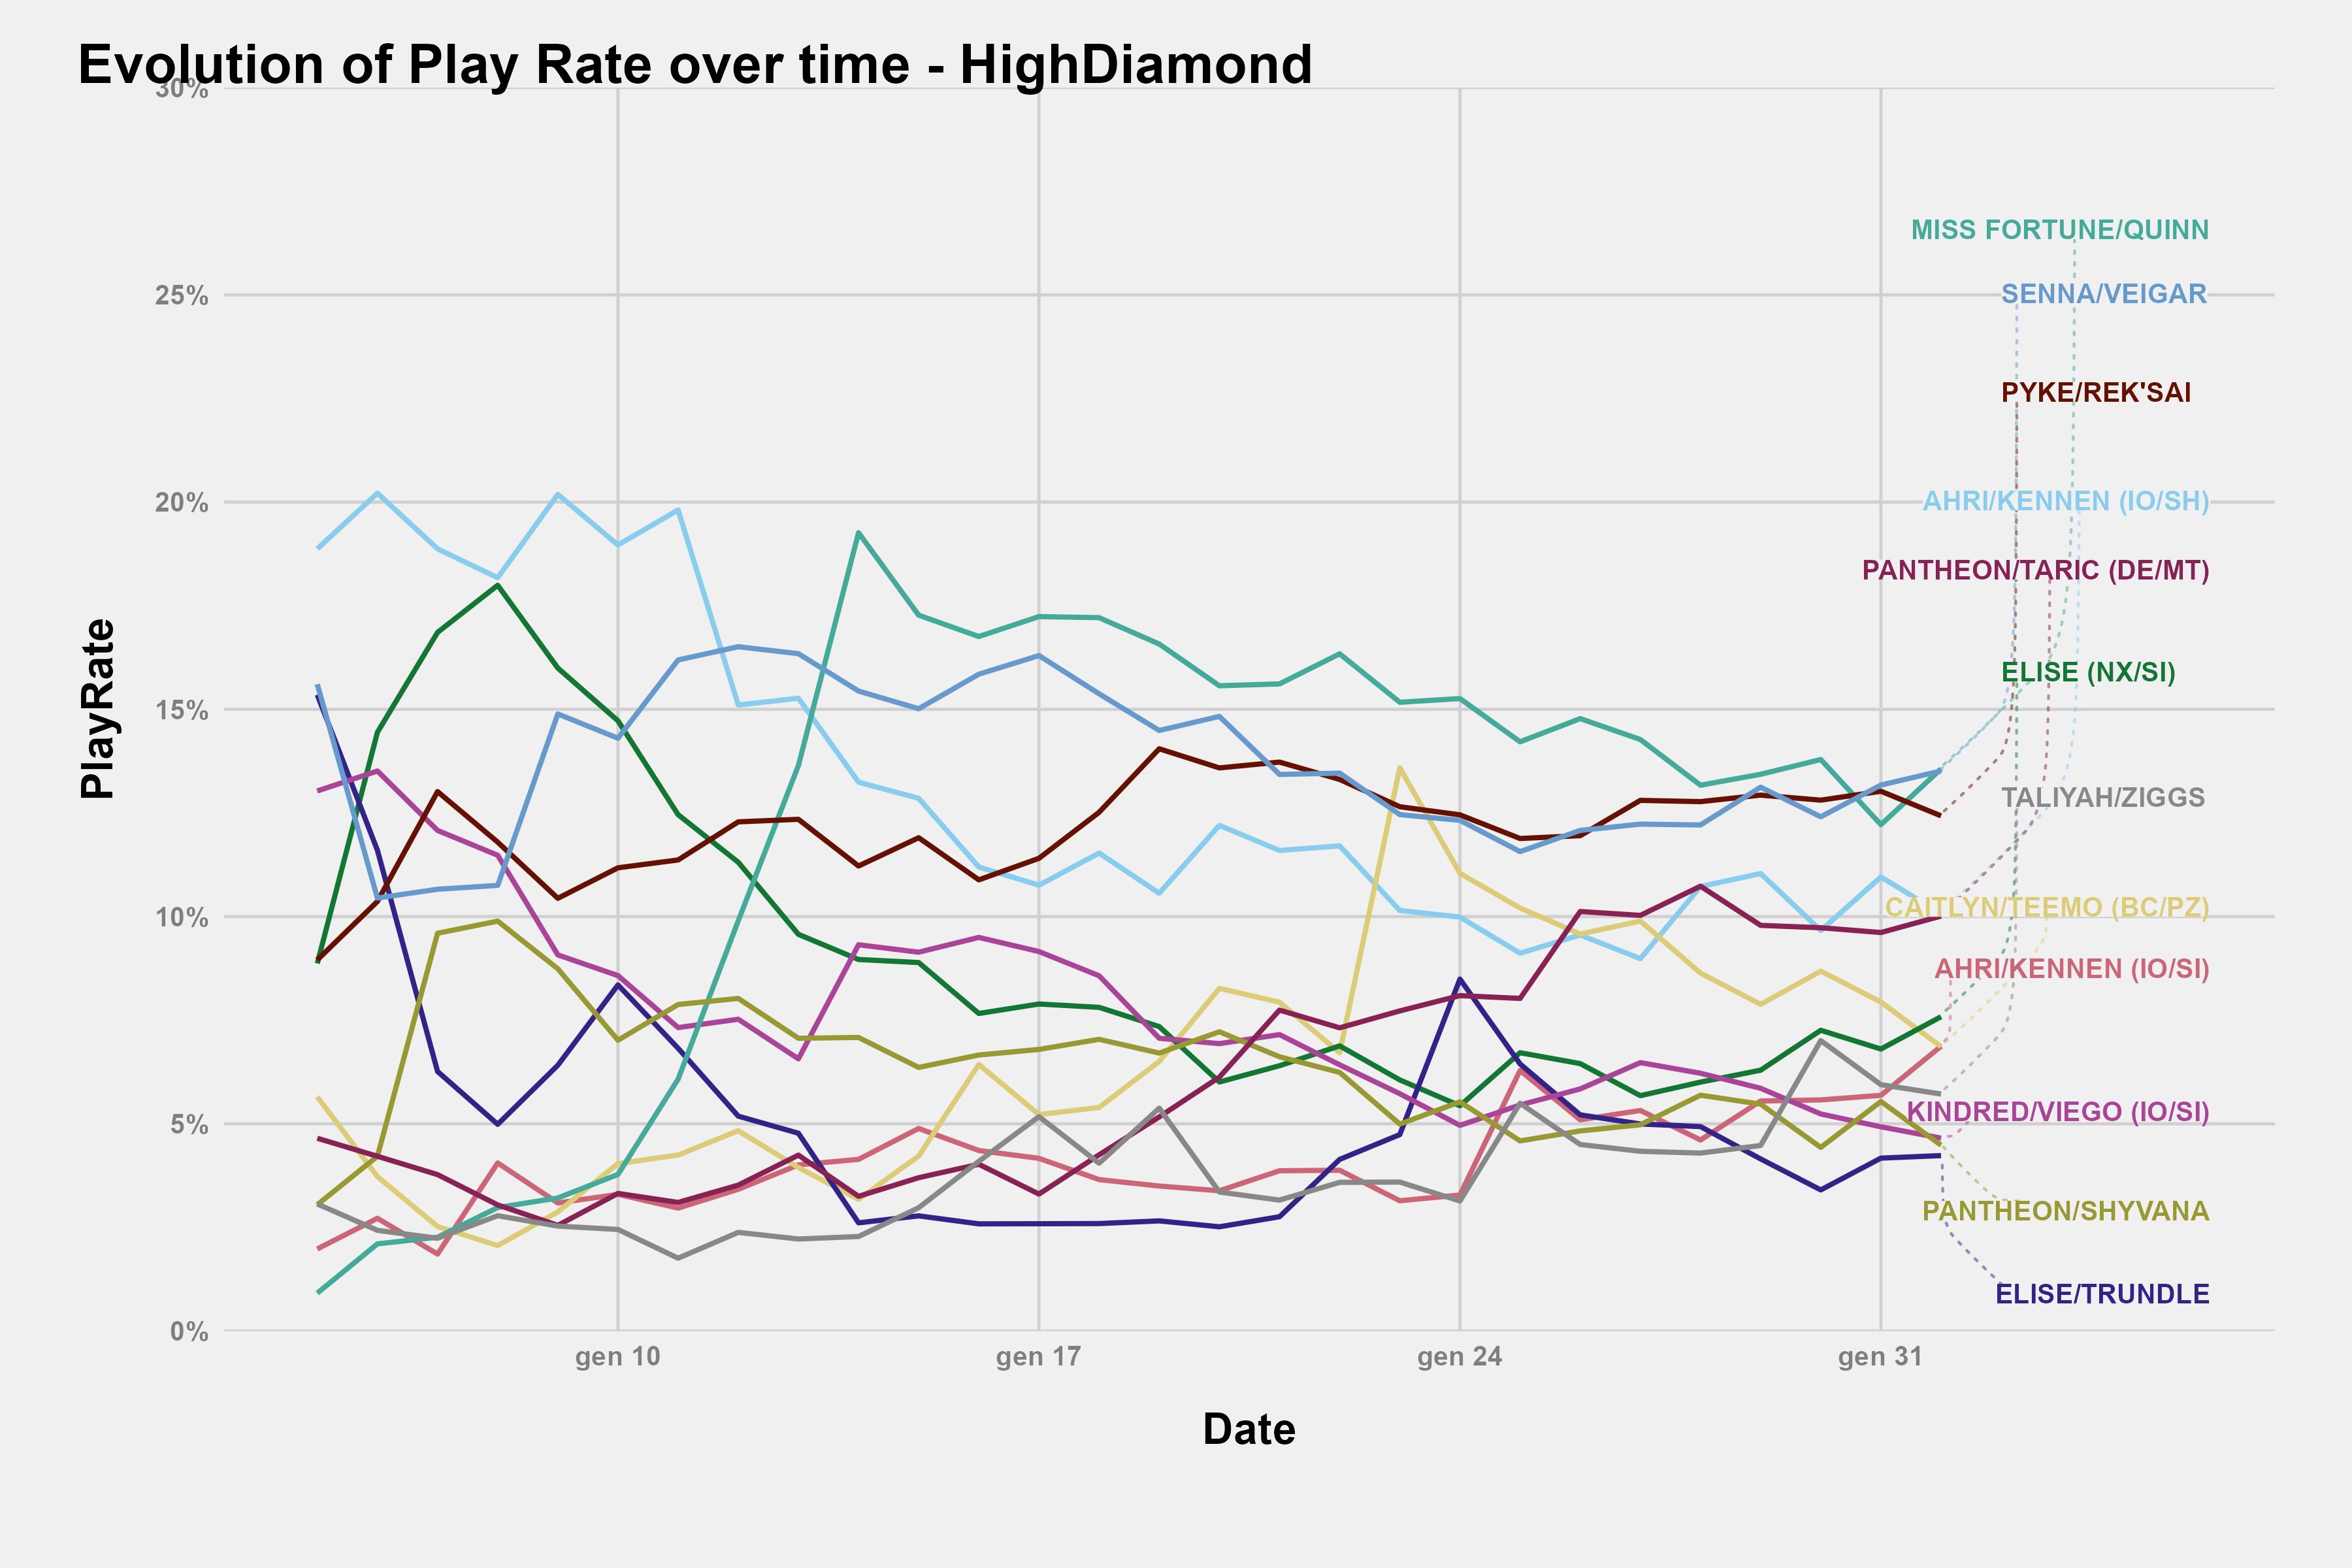 Evolution of Play Rate over time - HighDiamond
30%
25%
20%
15%
10%
5%
0%
PlayRate
MISS FORTUNE/QUINN
SENNA/VEIGAR
PYKE/REK'SAI
AHRI/KENNEN (IO/SH)
PANTHEON/TARIC (DE/MT)
ELISE (NX/SI)
TALIYAH/ZIGGS
CAITLYN/TEEMO (BC/PZ)
AHRI/KENNEN (IO/SI)
KINDRED/VIEGO (IO/SI)
PANTHEON/SHYVANA
ELISE/TRUNDLE
gen 10 gen 17 gen 24 gen 31
Date